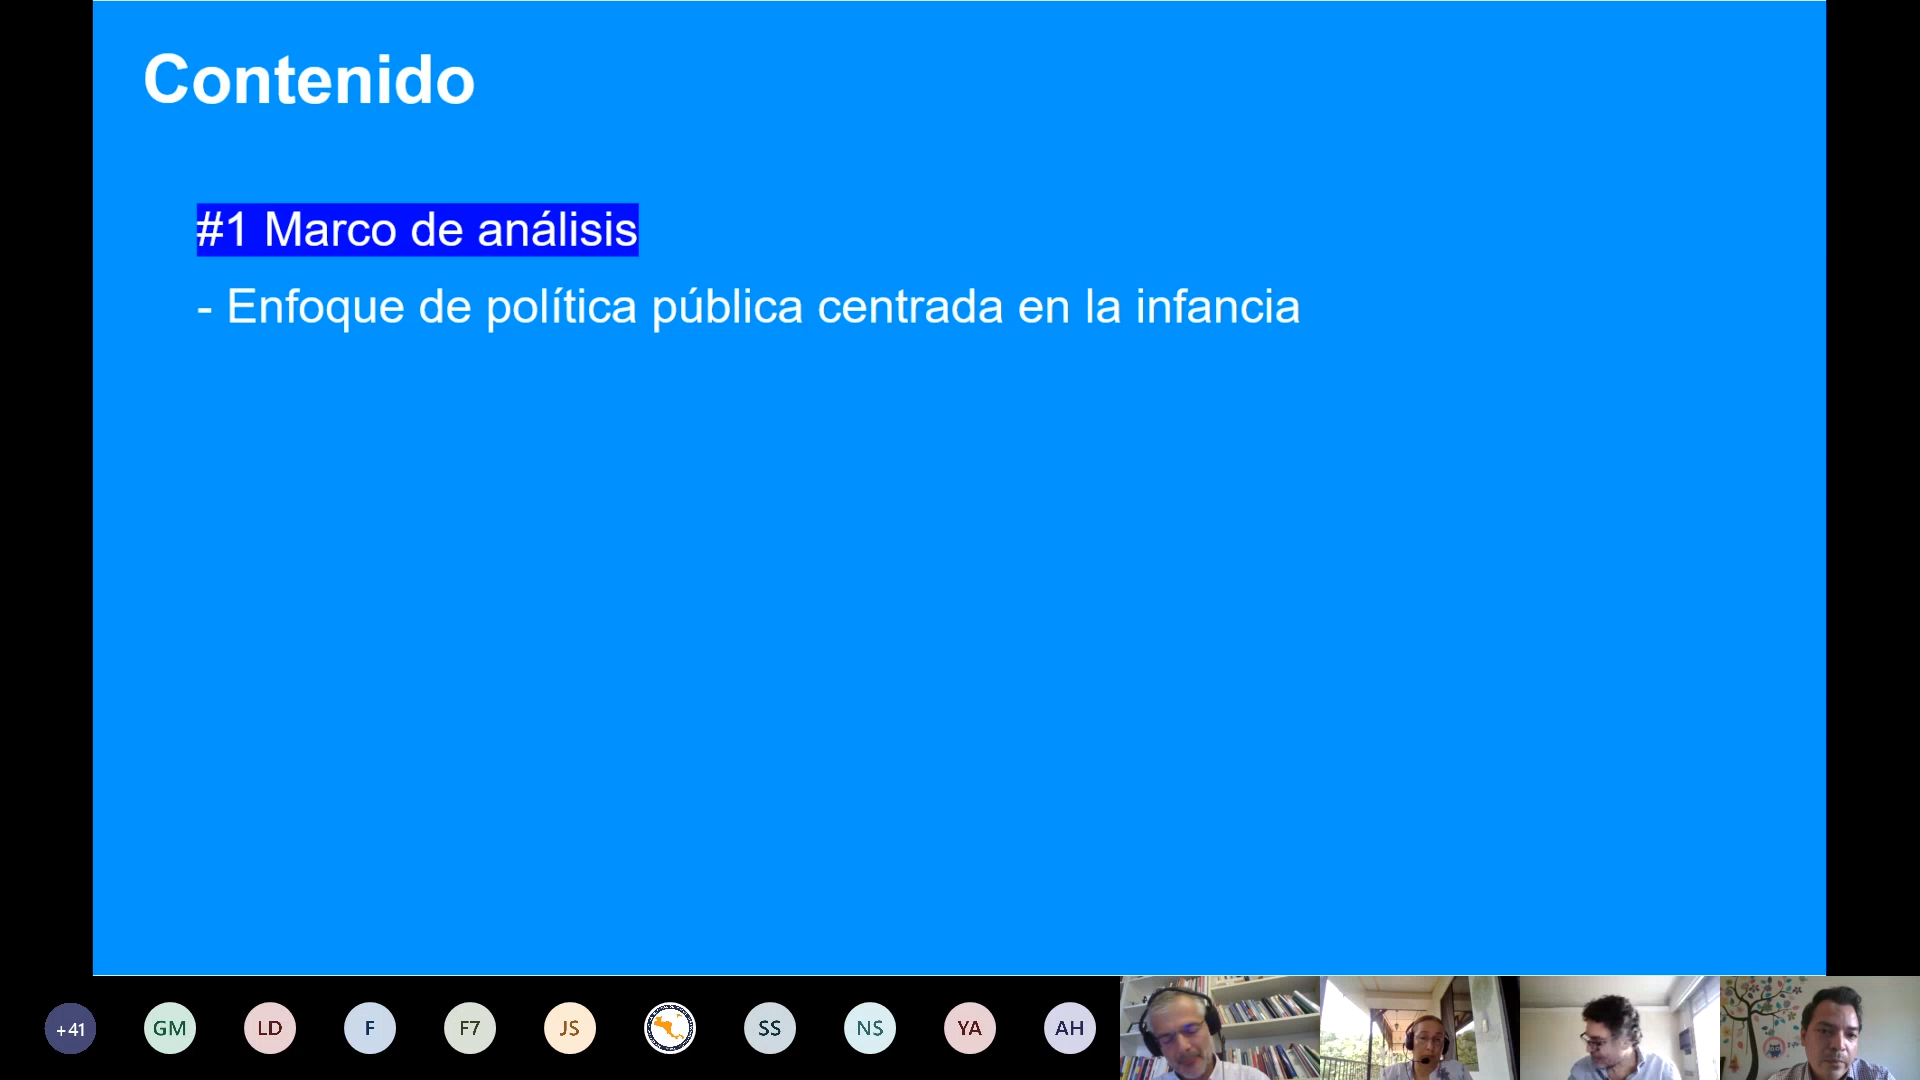 Contenido
#1 Marco de análisis
- Enfoque de política pública centrada en la infancia
+41
GM
LD
F
F7
JS
SS
NS
YA
AH